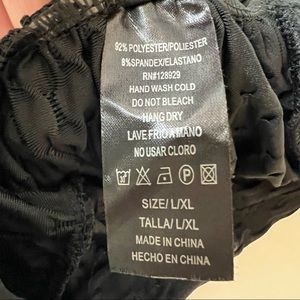 92% POLYESTER/POLIESTER
8%SPANDEX/ELASTANO
RN#128929
HAND WASH COLD
DO NOT BLEACH
HANG DRY
LAVE FRIO A MANO
NO USAR CLORO
SIZE/ L/XL
TALLA/ L/XL
MADE IN CHINA
HECHO EN CHINA